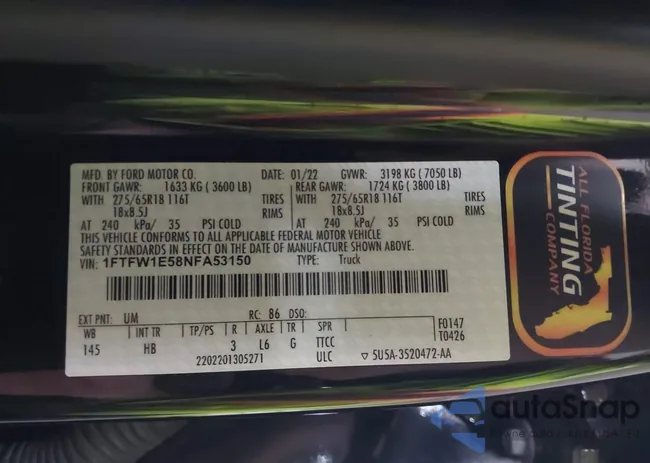 MFD. BY FORD MOTOR CO. 01/22 GVWR: 3198 KG ( 7050 LB)
FRONT GAWR: 1633 KG ( 3600 LB) REAR GAWR: 1724 KG ( 3800 LB)
WITH 275/65R18 116T TIRES WITH 275/65R18 116T TIRES
18x8.5J RIMS 18x8.5J RIMS
AT 240 kPa/ 35 PSI COLD AT 240 kPa/ 35 PSI COLD
THIS VEHICLE CONFORMS TO ALL APPLICABLE FEDERAL MOTOR VEHICLE
SAFETY STANDARDS IN EFFECT ON THE DATE OF MANUFACTURE SHOWN ABOVE.
VIN: 1FTFW1E58NFA53150 TYPE: Truck
EXT PNT: UM RC: 86 DSO:
WB INT TR TP/PS R AXLE TR SPR F0147
145 HB 3 L6 G TTCC T0426
2202201305271 ULC ▽ 5U5A-3520472-AA
ALL FLORIDA
TINTING
COMPANY
autoSnap